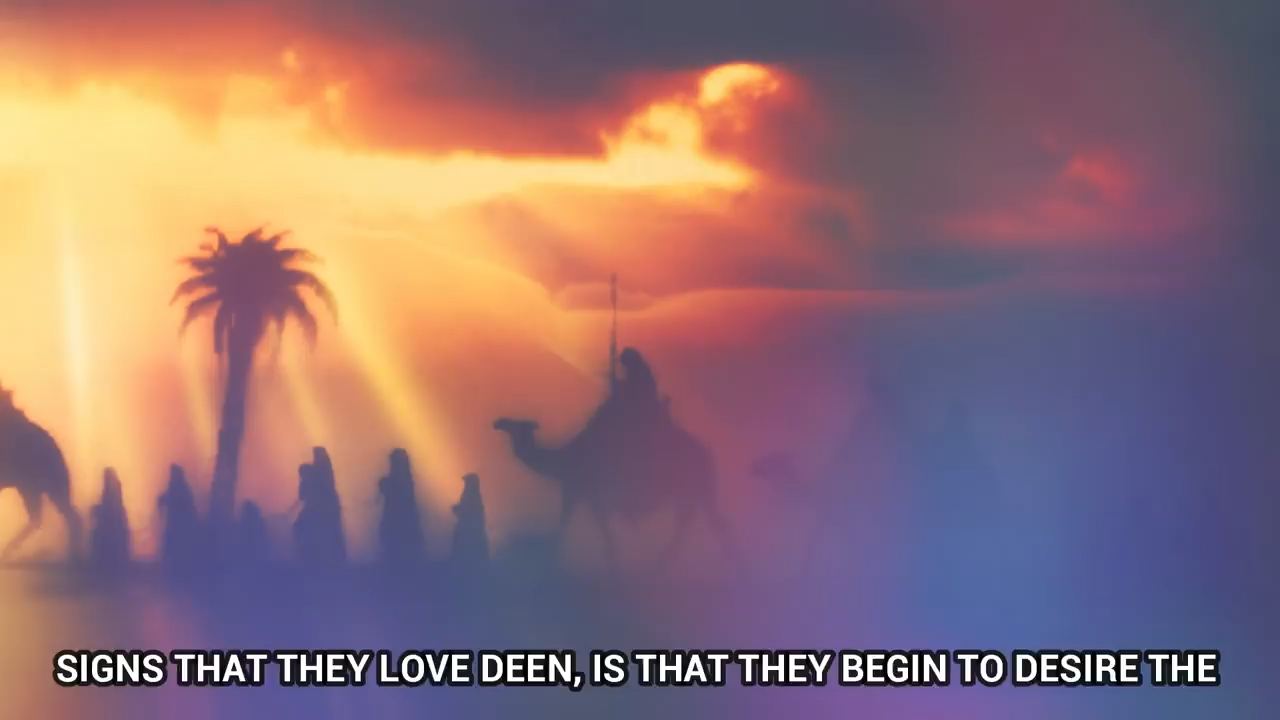 SIGNS THAT THEY LOVE DEEN, IS THAT THEY BEGIN TO DESIRE THE